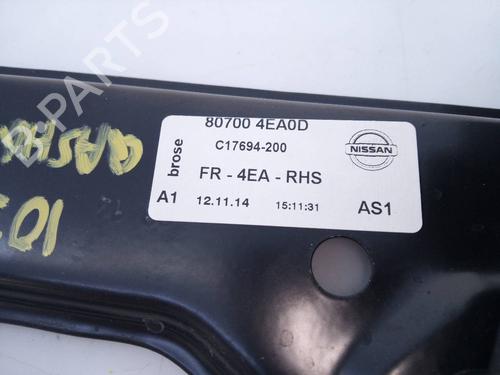 80700 4EA0D
brose
C17694-200
NISSAN
FR - 4EA - RHS
A1 12.11.14 15:11:31 AS1